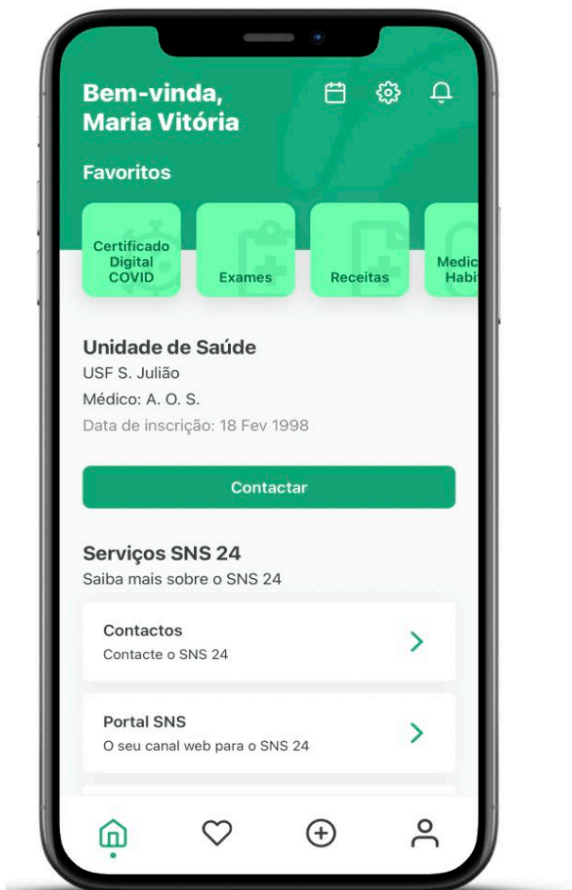 Bem-vinda,
Maria Vitória
Favoritos
Certificado
Digital
COVID
Exames
Receitas
Unidade de Saúde
USF S. Julião
Médico: A. O. S.
Data de inscrição: 18 Fev 1998
Contactar
Serviços SNS 24
Saiba mais sobre o SNS 24
Contactos
Contacte o SNS 24
Portal SNS
O seu canal web para o SNS 24